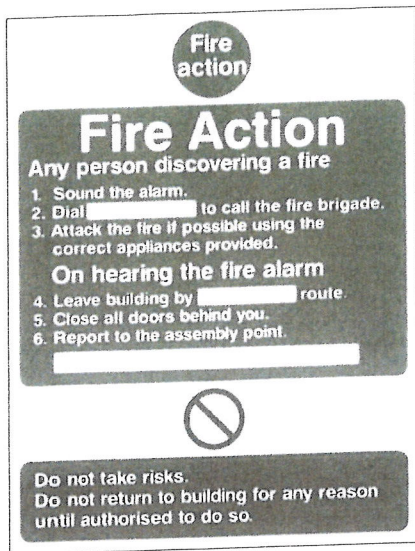 Fire
action
Fire Action
Any person discovering a fire
1. Sound the alarm.
2. Dial to call the fire brigade.
3. Attack the fire if possible using the
correct appliances provided.
On hearing the fire alarm
4. Leave building by route.
5. Close all doors behind you.
6. Report to the assembly point.
Do not take risks.
Do not return to building for any reason
until authorised to do so.